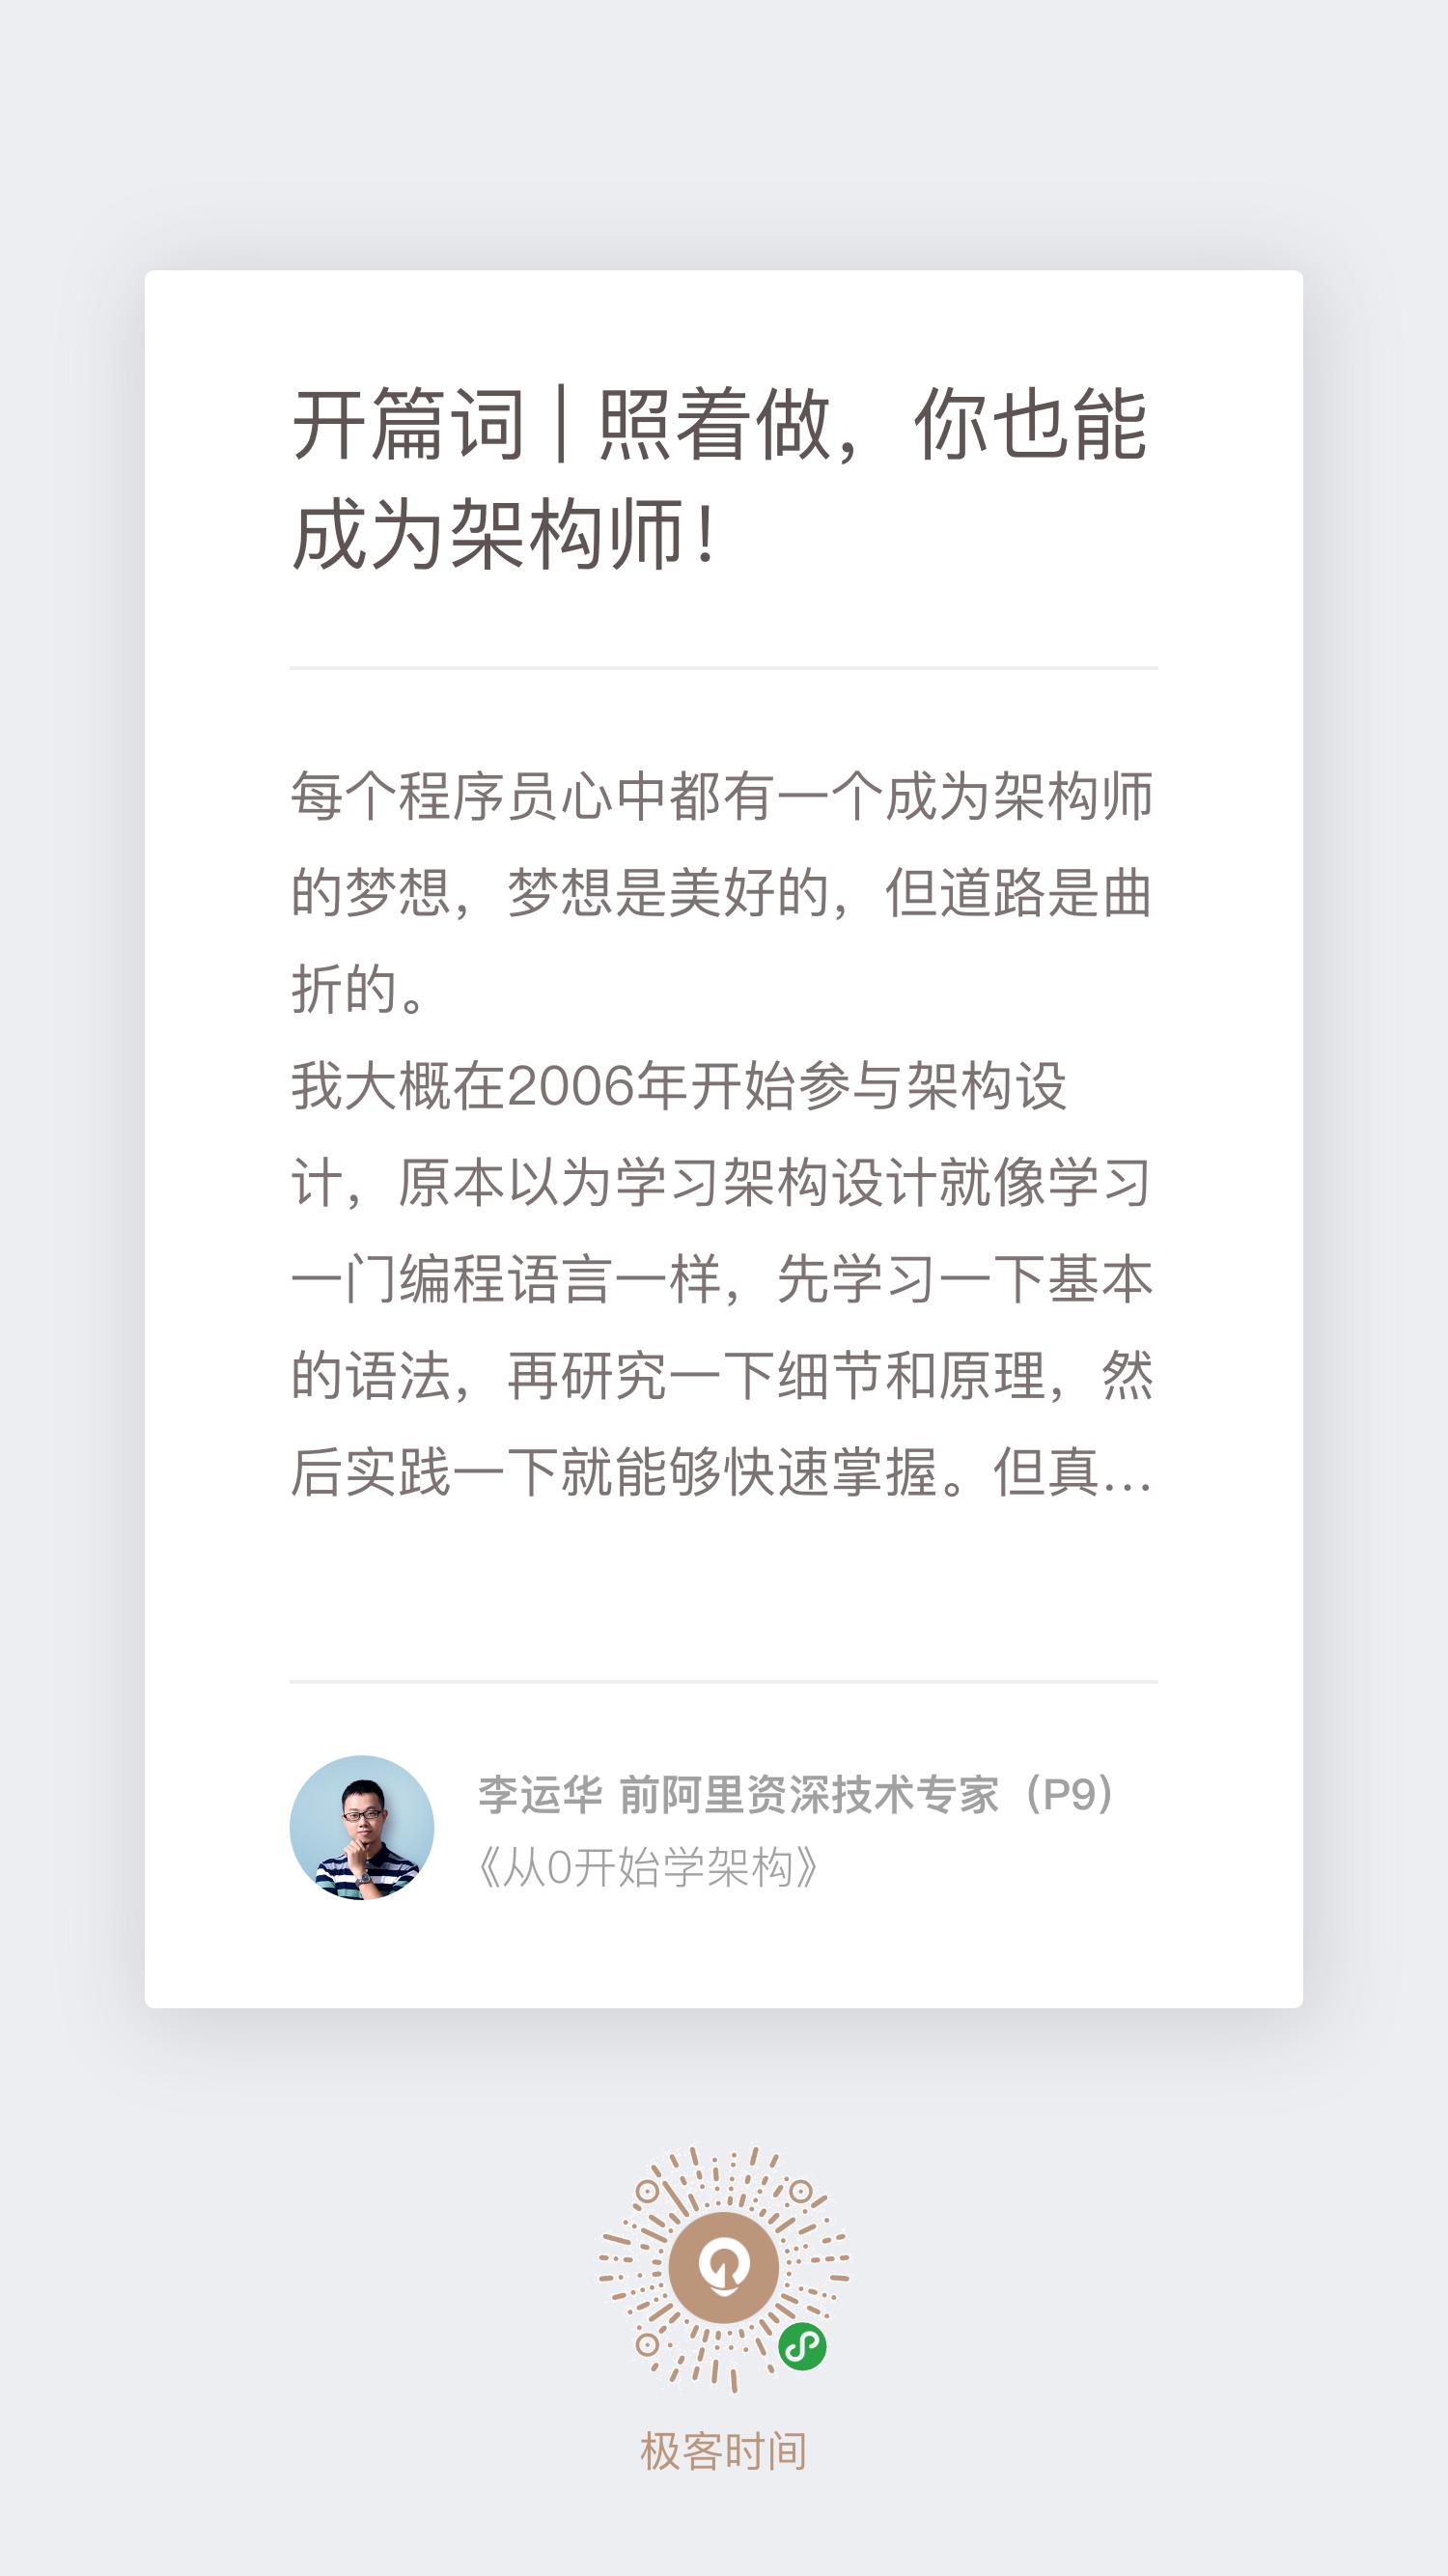 开篇词 | 照着做，你也能
成为架构师！
每个程序员心中都有一个成为架构师
的梦想，梦想是美好的，但道路是曲
折的。
我大概在2006年开始参与架构设
计，原本以为学习架构设计就像学习
一门编程语言一样，先学习一下基本
的语法，再研究一下细节和原理，然
后实践一下就能够快速掌握。但真...
李运华 前阿里资深技术专家（P9）
《从0开始学架构》
极客时间